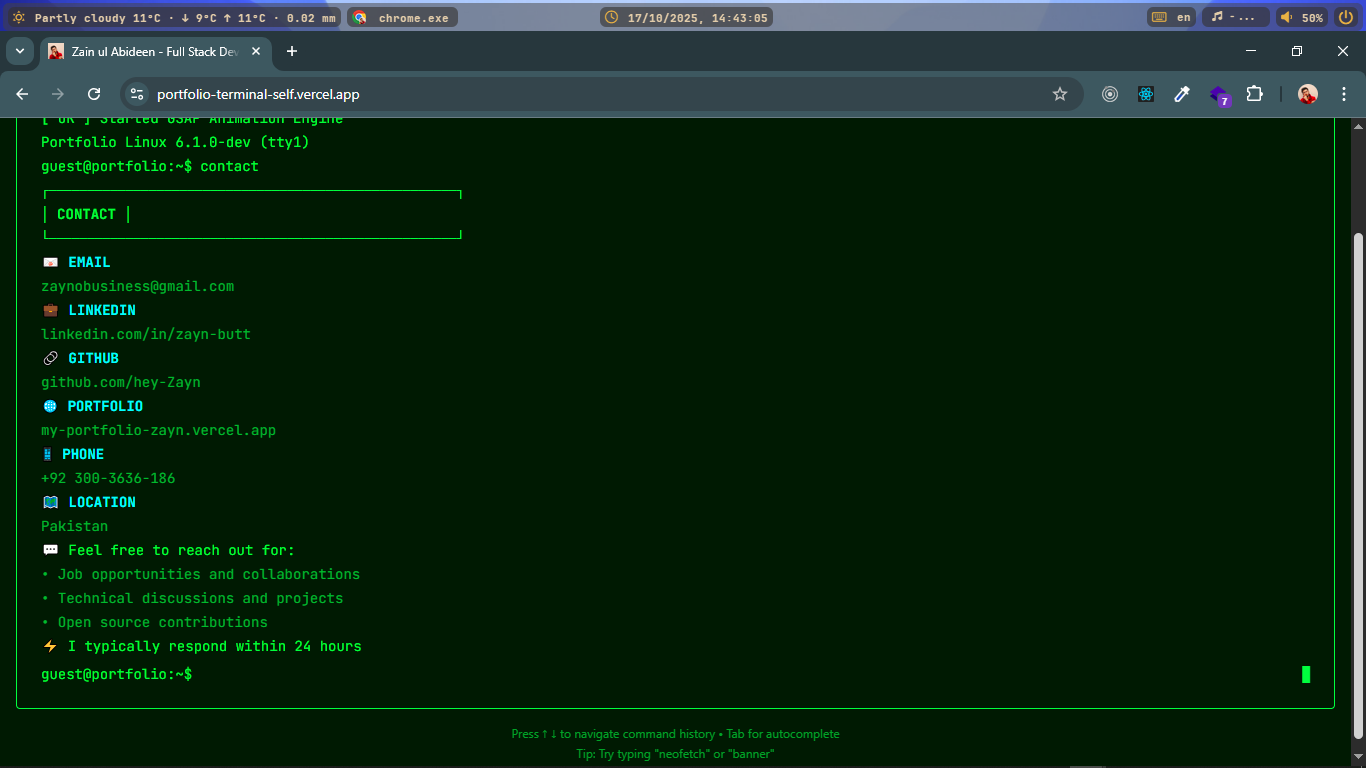 Partly cloudy 11°C · ↓ 9°C ↑ 11°C · 0.02 mm
chrome.exe
17/10/2025, 14:43:05
en
- ...
50%
Zain ul Abideen - Full Stack Dev
portfolio-terminal-self.vercel.app
7
[ OK ] Started GSAP Animation Engine
Portfolio Linux 6.1.0-dev (tty1)
guest@portfolio:~$ contact
│ CONTACT │
EMAIL
zaynobusiness@gmail.com
LINKEDIN
linkedin.com/in/zayn-butt
GITHUB
github.com/hey-Zayn
PORTFOLIO
my-portfolio-zayn.vercel.app
PHONE
+92 300-3636-186
LOCATION
Pakistan
Feel free to reach out for:
• Job opportunities and collaborations
• Technical discussions and projects
• Open source contributions
I typically respond within 24 hours
guest@portfolio:~$
Press ↑ ↓ to navigate command history • Tab for autocomplete
Tip: Try typing "neofetch" or "banner"